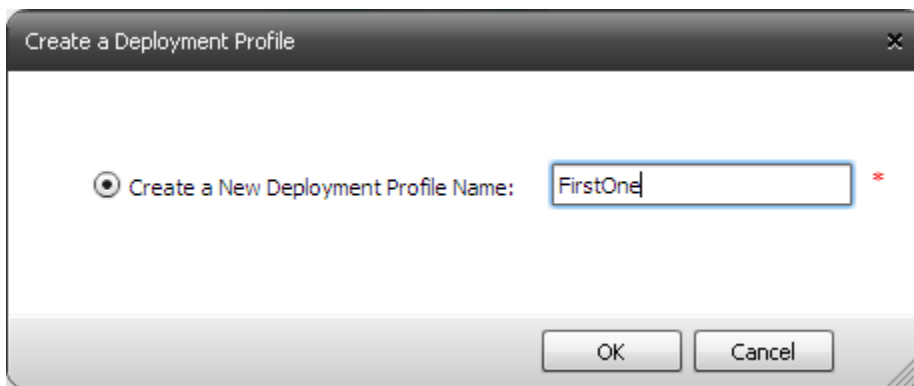 Create a Deployment Profile
Create a New Deployment Profile Name: FirstOne *
OK Cancel